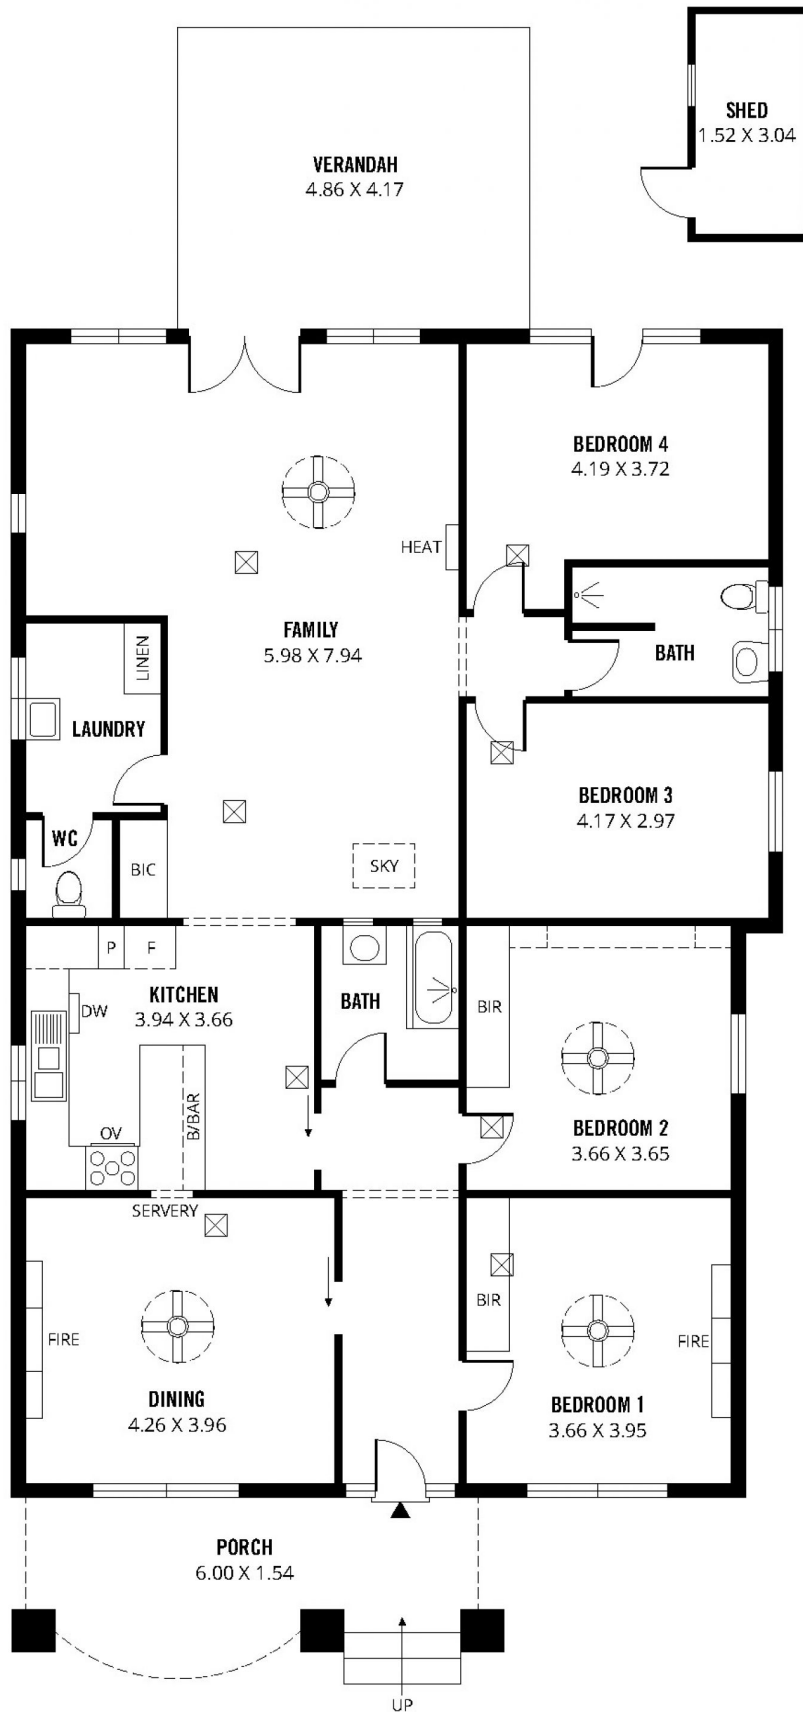 SHED
1.52 X 3.04
VERANDAH
4.86 X 4.17
BEDROOM 4
4.19 X 3.72
HEAT
FAMILY
5.98 X 7.94
LINEN
BATH
LAUNDRY
BEDROOM 3
4.17 X 2.97
WC
BIC
SKY
P
F
KITCHEN
3.94 X 3.66
DW
BATH
BIR
B/BAR
OV
BEDROOM 2
3.66 X 3.65
SERVERY
BIR
FIRE
FIRE
DINING
4.26 X 3.96
BEDROOM 1
3.66 X 3.95
PORCH
6.00 X 1.54
UP